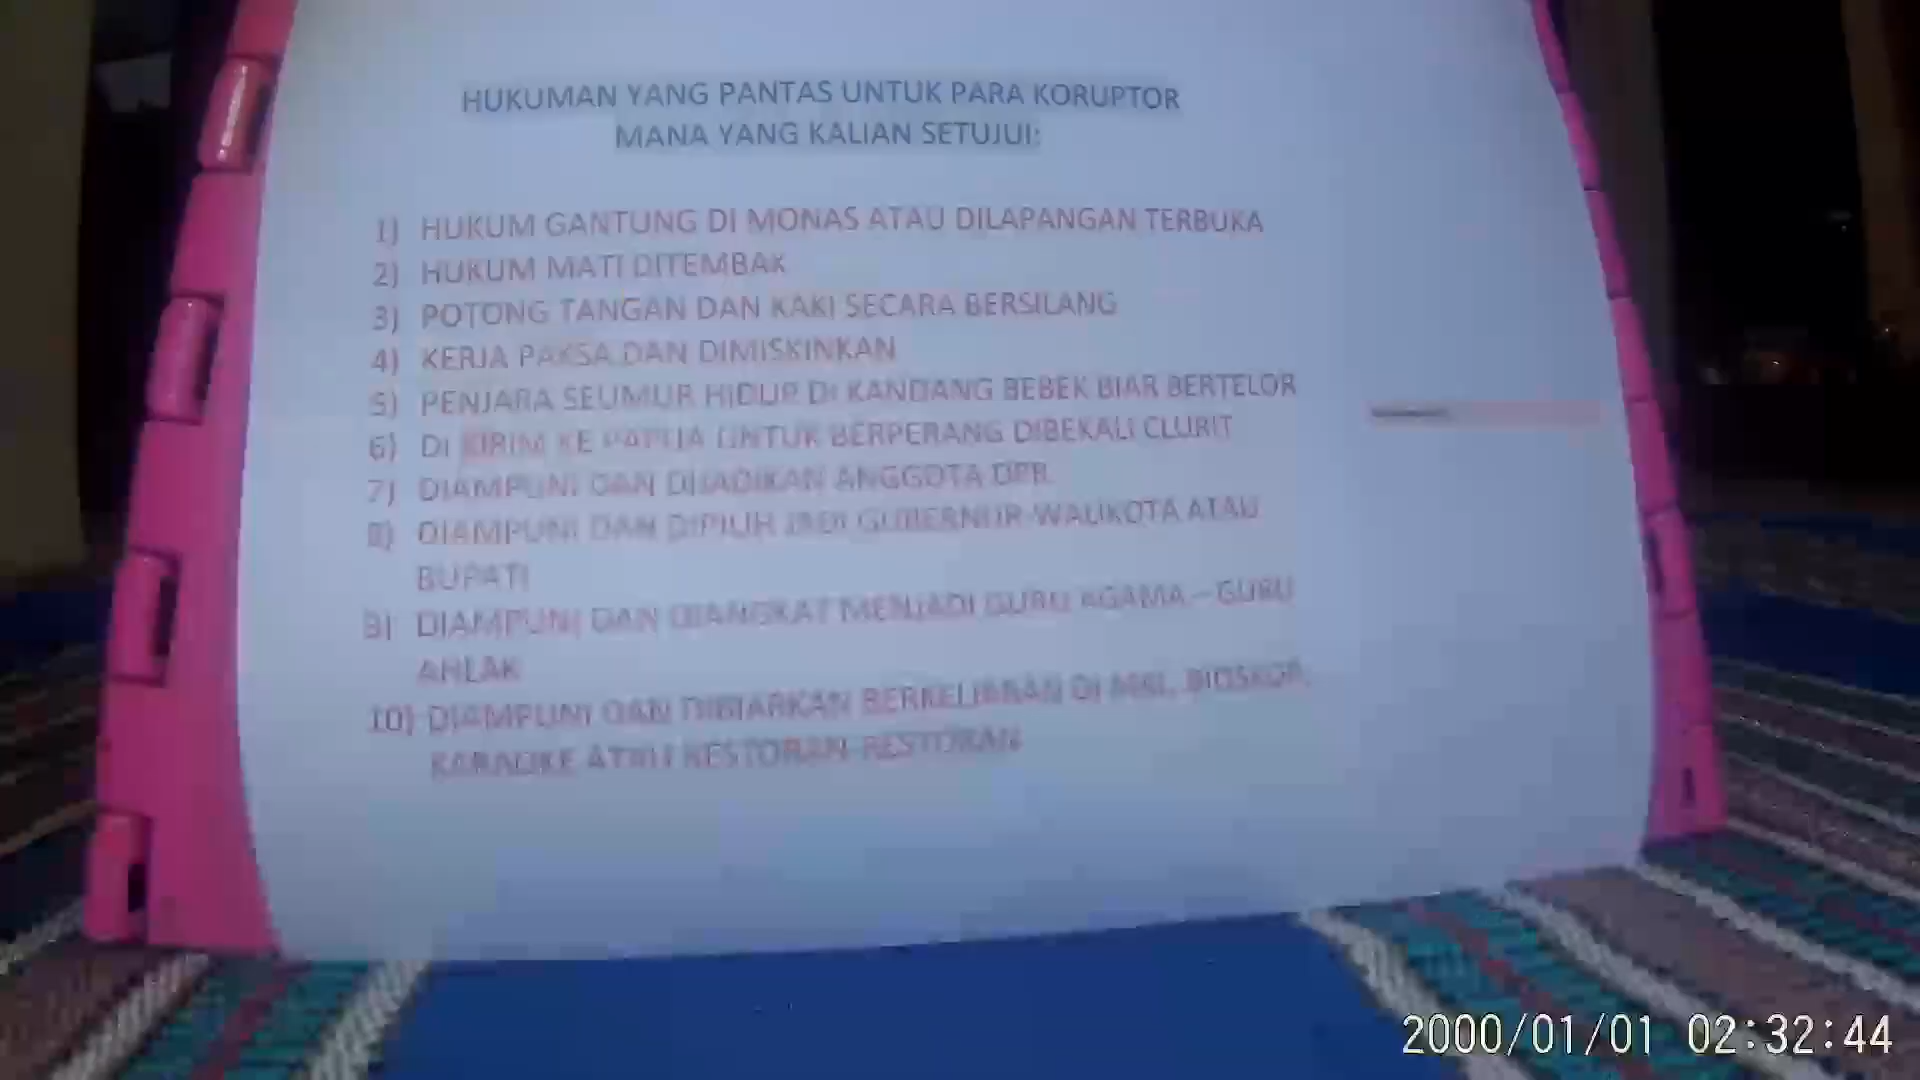 HUKUMAN YANG PANTAS UNTUK PARA KORUPTOR
MANA YANG KALIAN SETUJUI:
1) HUKUM GANTUNG DI MONAS ATAU DILAPANGAN TERBUKA
2) HUKUM MATI DITEMBAK
3) POTONG TANGAN DAN KAKI SECARA BERSILANG
4) KERJA PAKSA DAN DIMISKINKAN
5) PENJARA SEUMUR HIDUP DI KANDANG BEBEK BIAR BERTELOR
6) DI KIRIM KE PAPUA UNTUK BERPERANG DIBEKALI CLURIT
7) DIAMPUNI DAN DIJADIKAN ANGGOTA DPR
8) DIAMPUNI DAN DIPILIH JADI GUBERNUR-WALIKOTA ATAU
BUPATI
9) DIAMPUNI DAN DIANGKAT MENJADI GURU AGAMA – GURU
AHLAK
10) DIAMPUNI DAN DIBIARKAN BERKELIARAN DI MAL, BIOSKOP,
KARAOKE ATAU RESTORAN-RESTORAN
2000/01/01 02:32:44